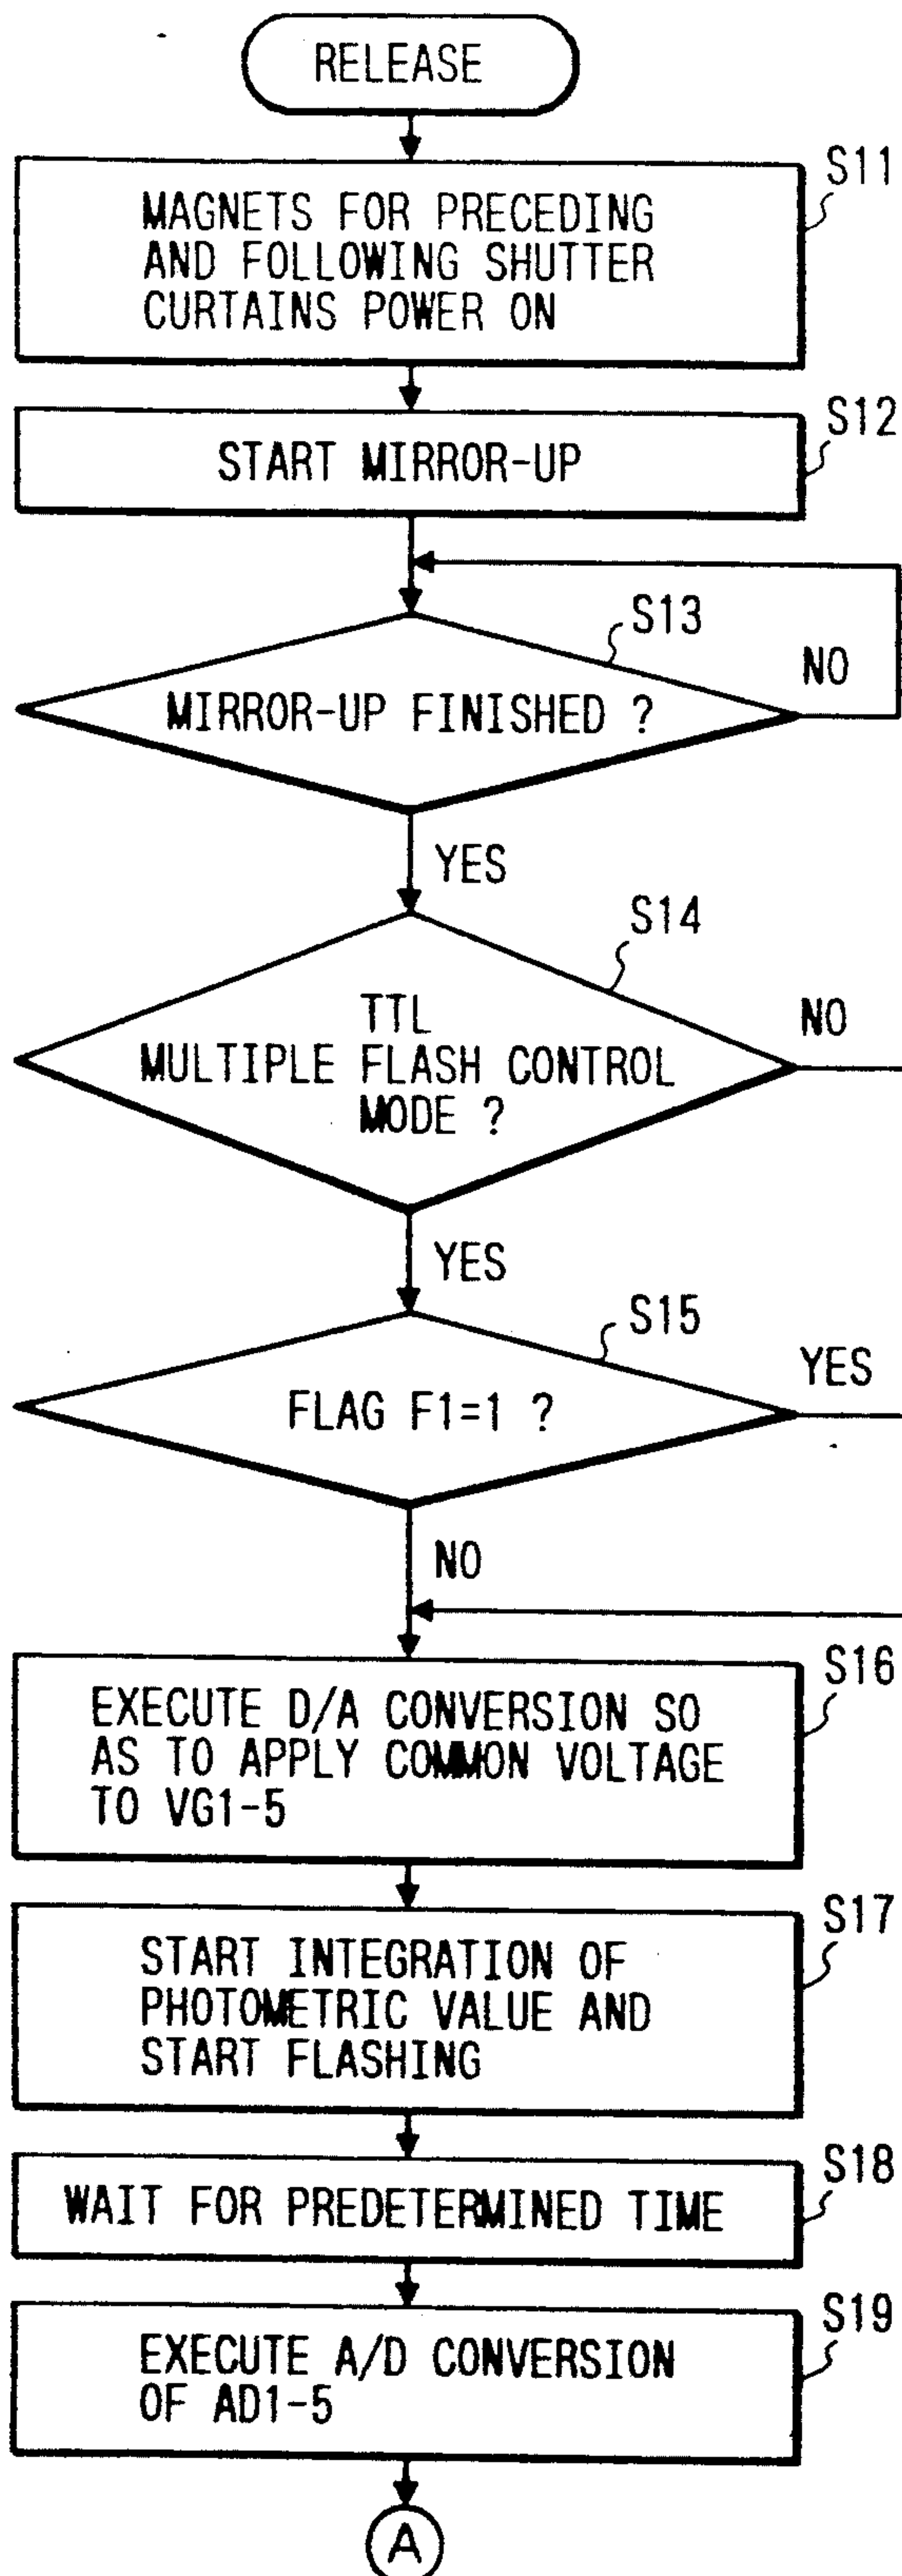 RELEASE
S11
MAGNETS FOR PRECEDING
AND FOLLOWING SHUTTER
CURTAINS POWER ON
S12
START MIRROR-UP
S13
NO
MIRROR-UP FINISHED ?
YES
S14
NO
TTL
MULTIPLE FLASH CONTROL
MODE ?
YES
S15
YES
FLAG F1=1 ?
NO
S16
EXECUTE D/A CONVERSION SO
AS TO APPLY COMMON VOLTAGE
TO VG1-5
S17
START INTEGRATION OF
PHOTOMETRIC VALUE AND
START FLASHING
S18
WAIT FOR PREDETERMINED TIME
S19
EXECUTE A/D CONVERSION
OF AD1-5
A